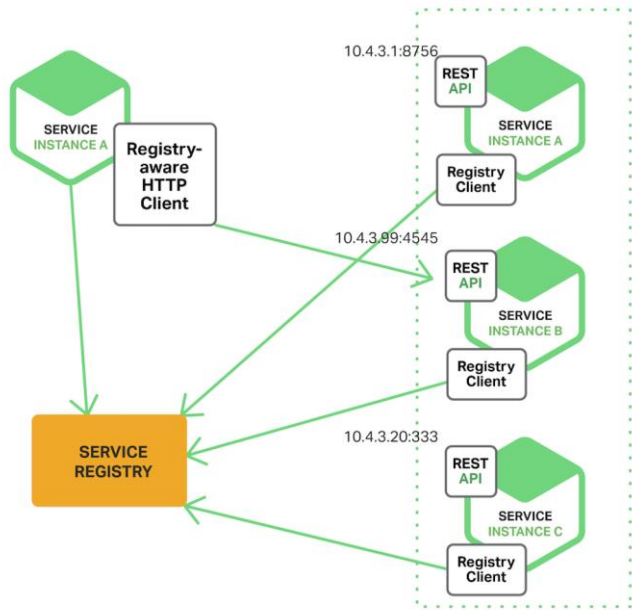 10.4.3.1:8756
REST
API
SERVICE
INSTANCE A
Registry
Client
SERVICE
INSTANCE A
Registry-
aware
HTTP
Client
10.4.3.99:4545
REST
API
SERVICE
INSTANCE B
Registry
Client
SERVICE
REGISTRY
10.4.3.20:333
REST
API
SERVICE
INSTANCE C
Registry
Client